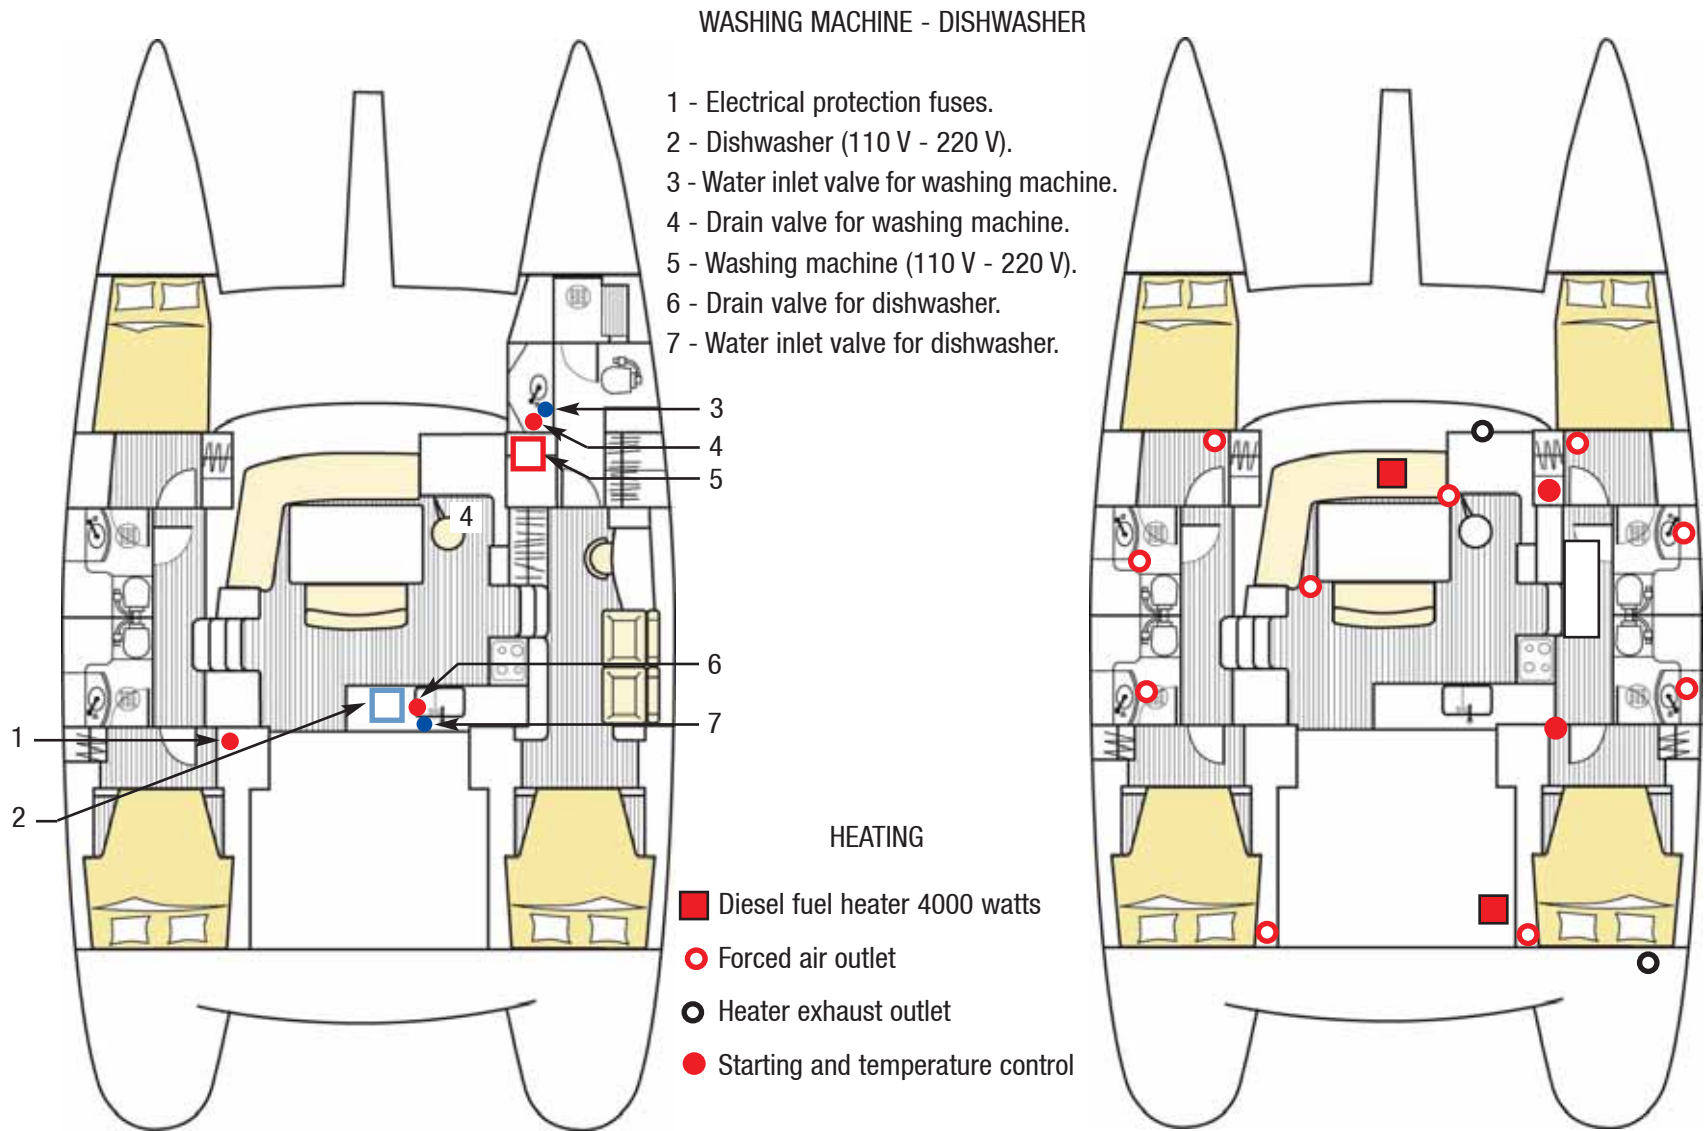 WASHING MACHINE - DISHWASHER
1 - Electrical protection fuses.
2 - Dishwasher (110 V - 220 V).
3 - Water inlet valve for washing machine.
4 - Drain valve for washing machine.
5 - Washing machine (110 V - 220 V).
6 - Drain valve for dishwasher.
7 - Water inlet valve for dishwasher.
3
4
5
4
6
7
1
2
HEATING
Diesel fuel heater 4000 watts
Forced air outlet
Heater exhaust outlet
Starting and temperature control